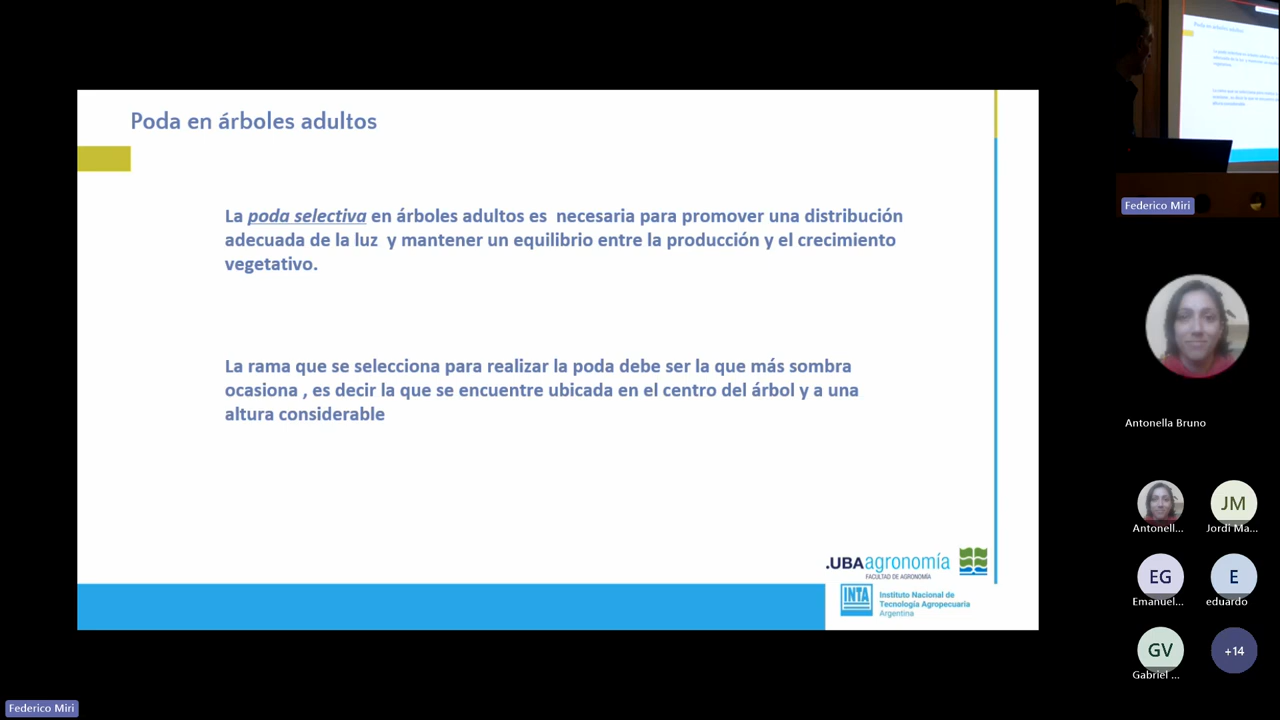 Poda en árboles adultos
La poda selectiva en árboles adultos es necesaria para promover una distribución
adecuada de la luz y mantener un equilibrio entre la producción y el crecimiento
vegetativo.
La rama que se selecciona para realizar la poda debe ser la que más sombra
ocasiona , es decir la que se encuentre ubicada en el centro del árbol y a una
altura considerable
.UBAagronomía
FACULTAD DE AGRONOMÍA
INTA
Instituto Nacional de
Tecnología Agropecuaria
Argentina
Federico Miri
Federico Miri
Antonella Bruno
Antonell...
JM
Jordi Ma...
EG
Emanuel...
E
eduardo
GV
Gabriel ...
+14